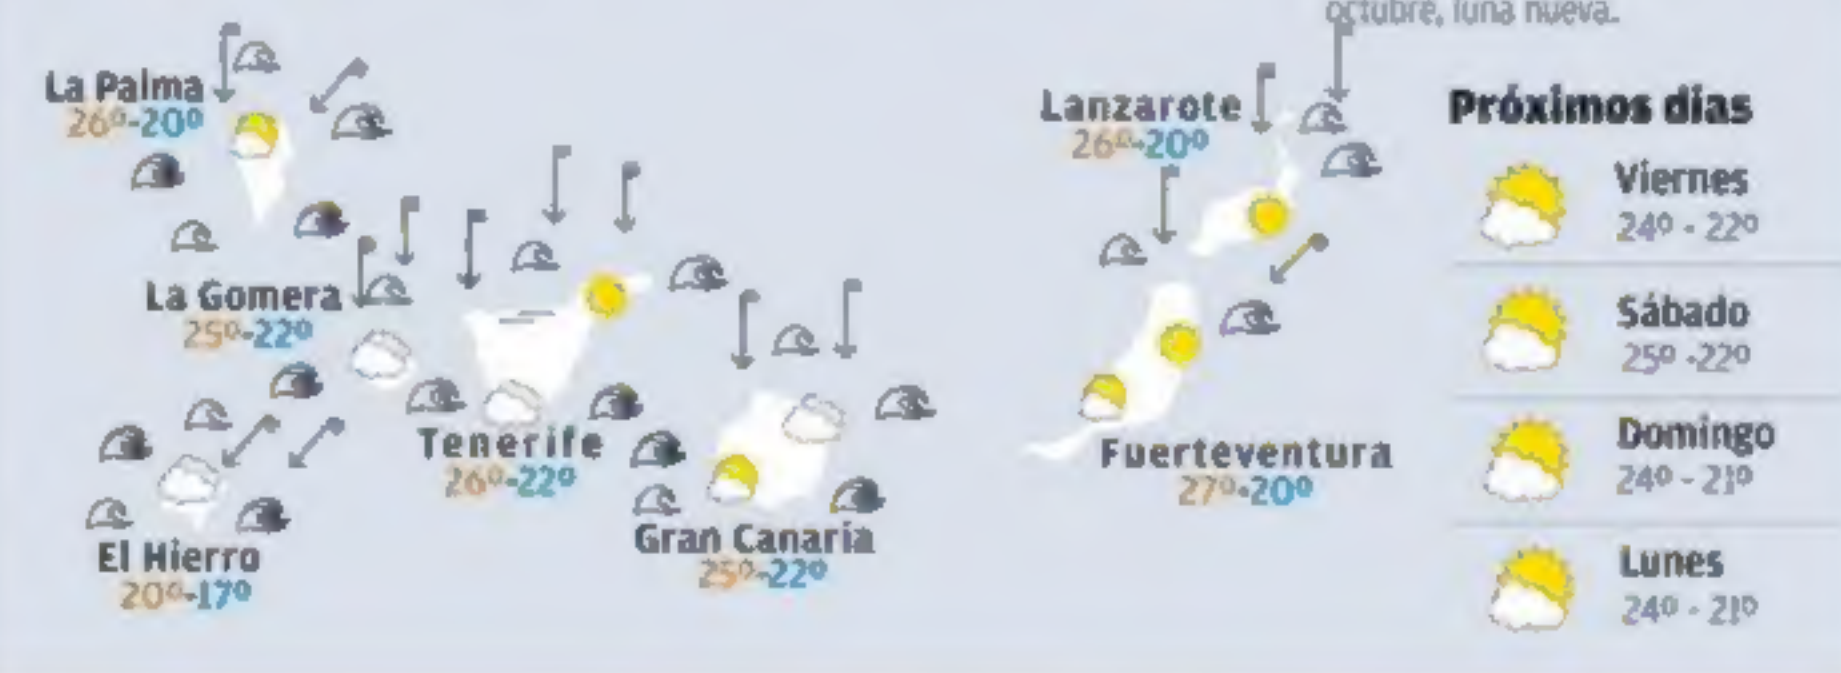 octubre, luna nueva.
La Palma
26º-20º
La Gomera
25º-22º
El Hierro
20º-17º
Tenerife
26º-22º
Gran Canaria
25º-22º
Lanzarote
26º-20º
Fuerteventura
27º-20º
Próximos días
Viernes
24º - 22º
Sábado
25º -22º
Domingo
24º - 21º
Lunes
24º - 21º